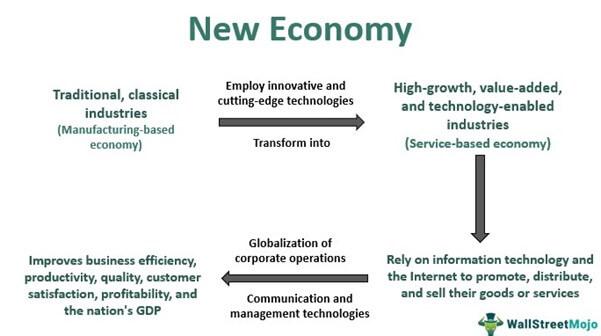 New Economy
Traditional, classical
industries
(Manufacturing-based
economy)
Employ innovative and
cutting-edge technologies
Transform into
High-growth, value-added,
and technology-enabled
industries
(Service-based economy)
Rely on information technology and
the Internet to promote, distribute,
and sell their goods or services
Globalization of
corporate operations
Communication and
management technologies
Improves business efficiency,
productivity, quality, customer
satisfaction, profitability, and
the nation's GDP
WallStreetMojo